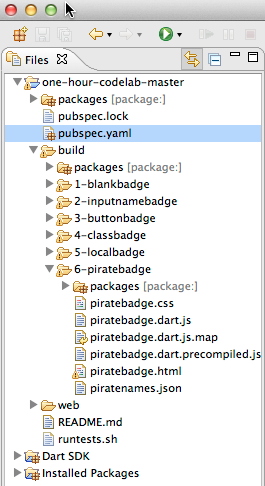 Files
one-hour-codelab-master
packages [package:]
pubspec.lock
pubspec.yaml
build
packages [package:]
1-blankbadge
2-inputnamebadge
3-buttonbadge
4-classbadge
5-localbadge
6-piratebadge
packages [package:]
piratebadge.css
piratebadge.dart.js
piratebadge.dart.js.map
piratebadge.dart.precompiled.js
piratebadge.html
piratenames.json
web
README.md
runtests.sh
Dart SDK
Installed Packages